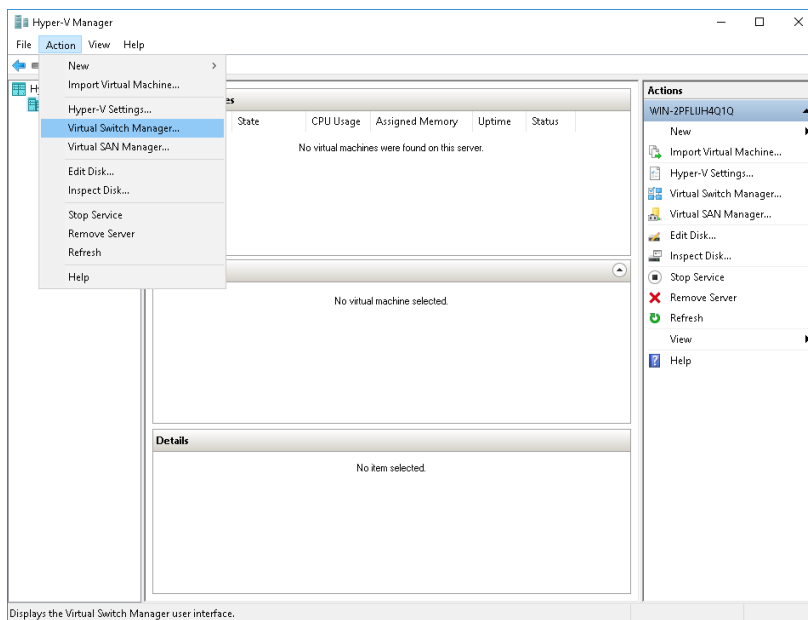 Hyper-V Manager
File Action View Help
New
Import Virtual Machine...
Hyper-V Settings...
Virtual Switch Manager...
Virtual SAN Manager...
Edit Disk...
Inspect Disk...
Stop Service
Remove Server
Refresh
Help
State CPU Usage Assigned Memory Uptime Status
No virtual machines were found on this server.
No virtual machine selected.
Details
No item selected.
Actions
WIN-2PFLIJH4Q1Q
New
Import Virtual Machine...
Hyper-V Settings...
Virtual Switch Manager...
Virtual SAN Manager...
Edit Disk...
Inspect Disk...
Stop Service
Remove Server
Refresh
View
Help
Displays the Virtual Switch Manager user interface.